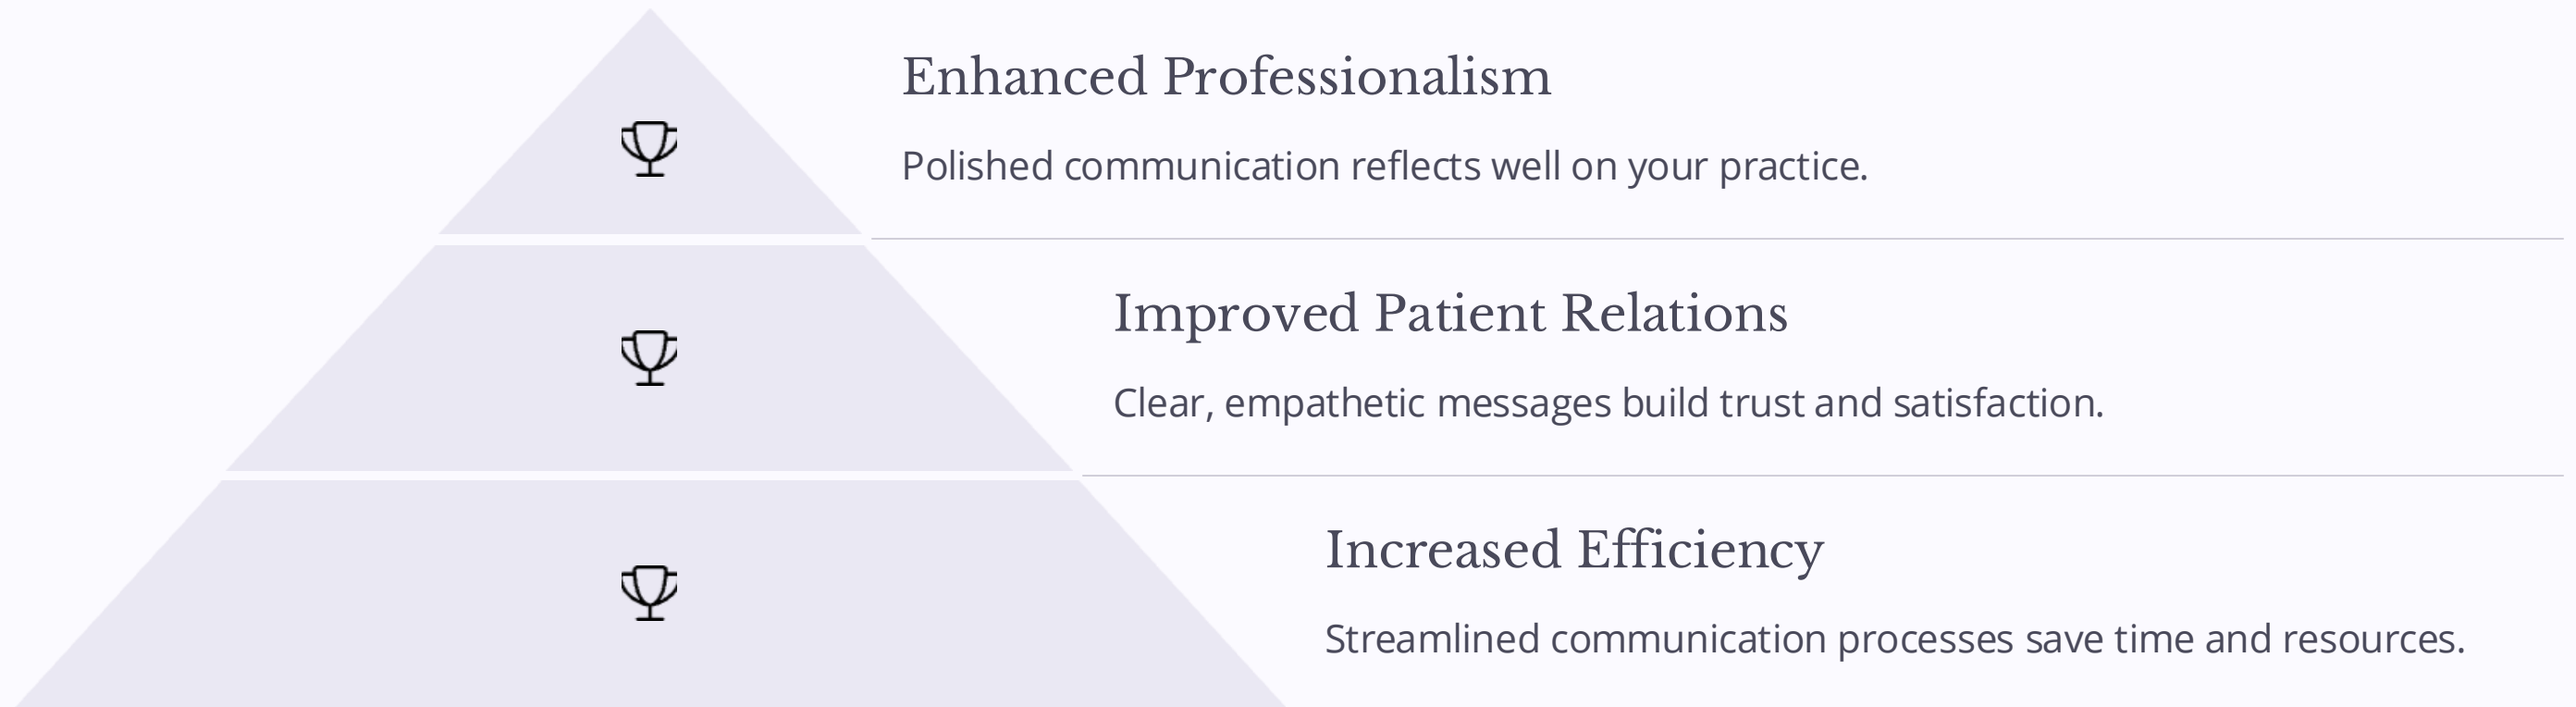 Enhanced Professionalism
Polished communication reflects well on your practice.
Improved Patient Relations
Clear, empathetic messages build trust and satisfaction.
Increased Efficiency
Streamlined communication processes save time and resources.